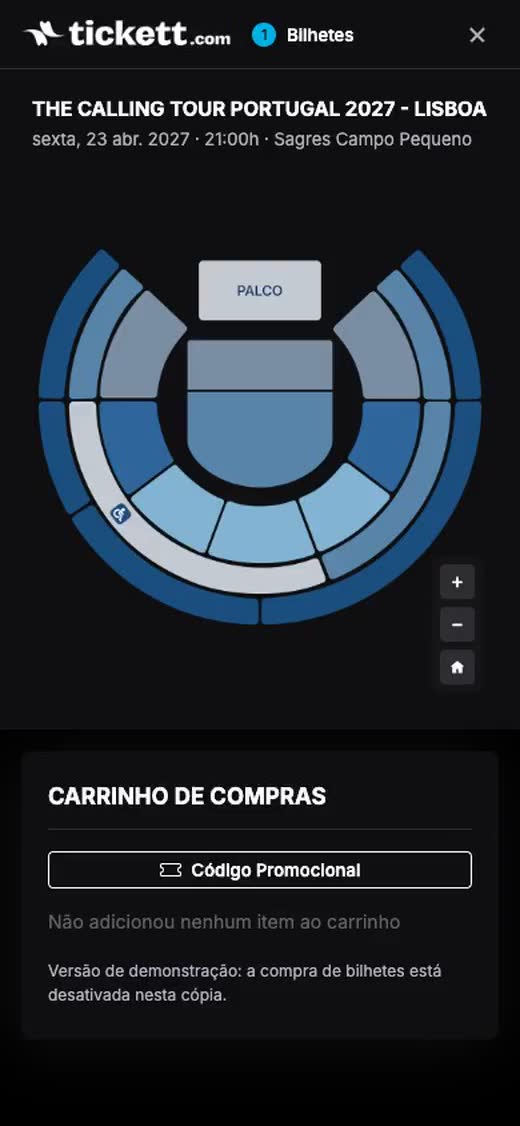 tickett.com
1 Bilhetes
THE CALLING TOUR PORTUGAL 2027 - LISBOA
sexta, 23 abr. 2027 · 21:00h · Sagres Campo Pequeno
PALCO
+
−
CARRINHO DE COMPRAS
Código Promocional
Não adicionou nenhum item ao carrinho
Versão de demonstração: a compra de bilhetes está
desativada nesta cópia.